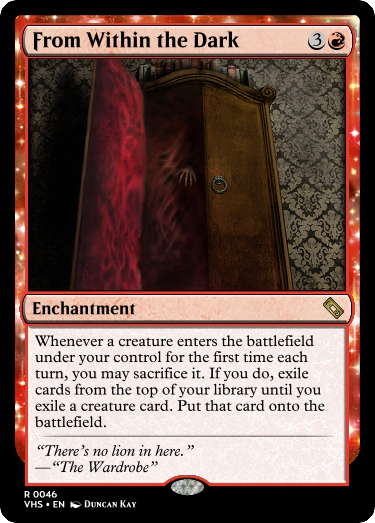 From Within the Dark 3
Enchantment
Whenever a creature enters the battlefield
under your control for the first time each
turn, you may sacrifice it. If you do, exile
cards from the top of your library until you
exile a creature card. Put that card onto the
battlefield.
“There’s no lion in here.”
—“The Wardrobe”
R 0046
VHS • EN Duncan Kay